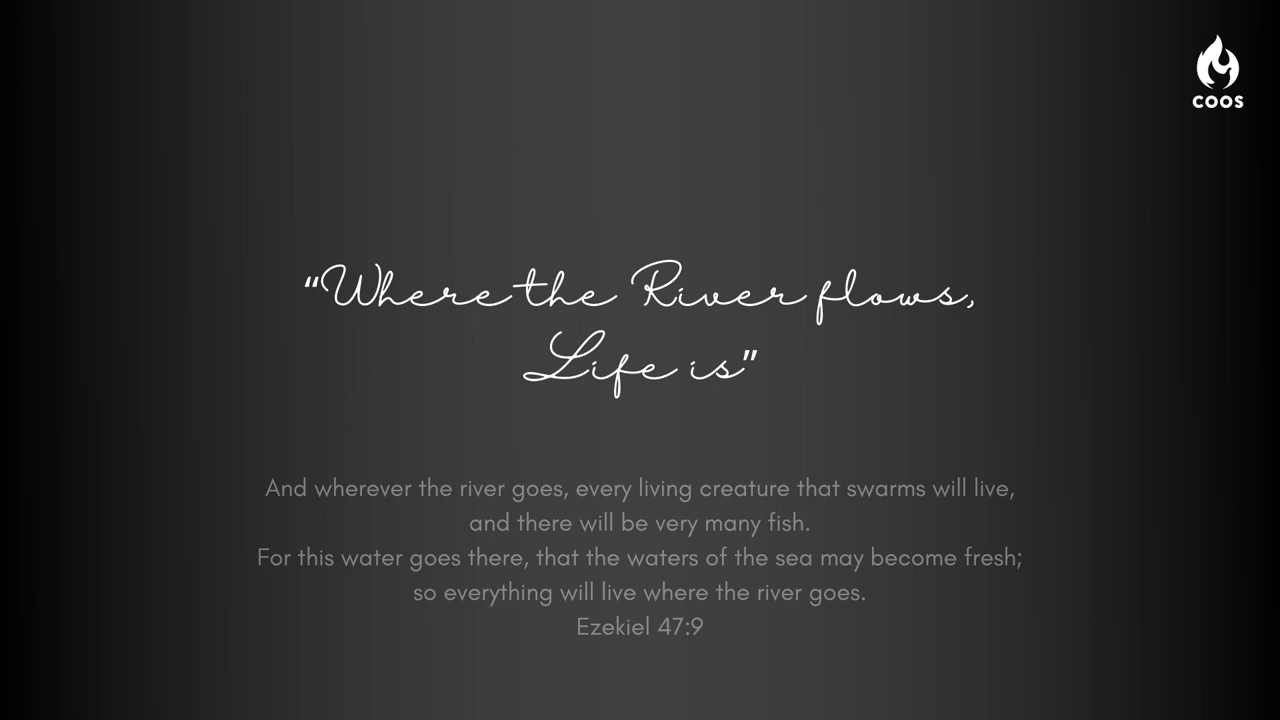 COOS
“Where the River flows,
Life is”
And wherever the river goes, every living creature that swarms will live,
and there will be very many fish.
For this water goes there, that the waters of the sea may become fresh;
so everything will live where the river goes.
Ezekiel 47:9